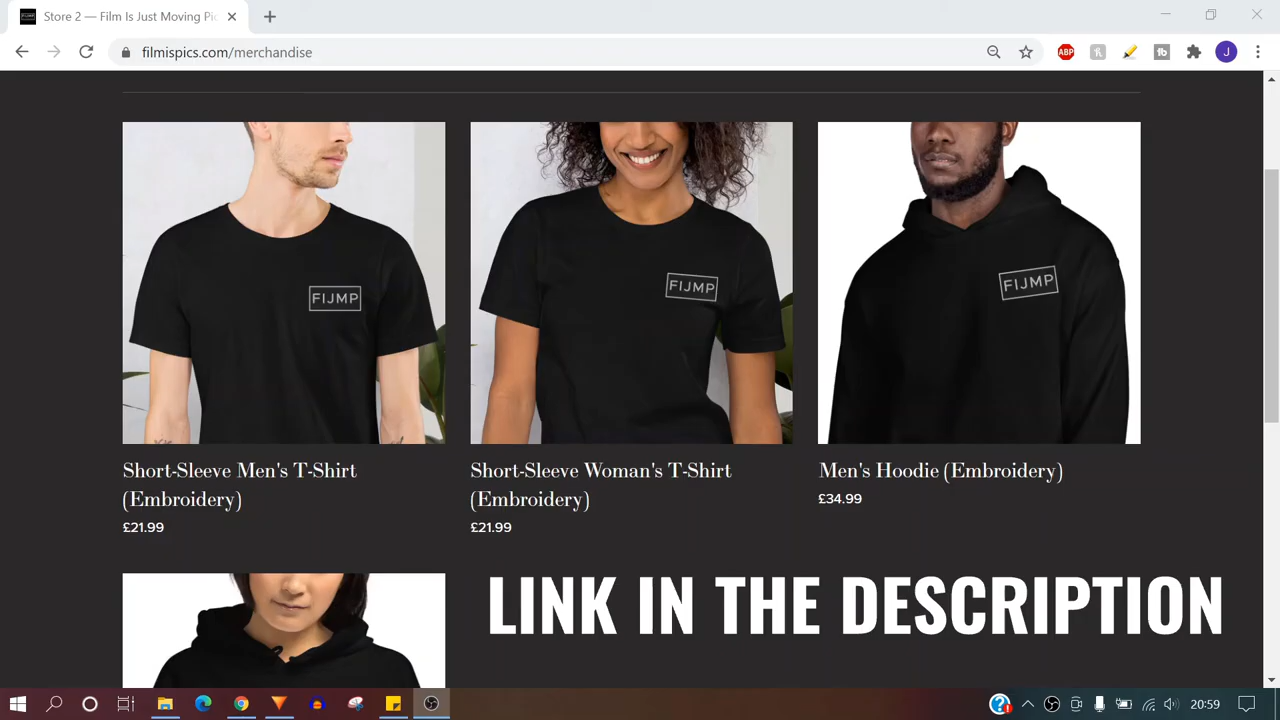 Store 2 — Film Is Just Moving Pic
filmispics.com/merchandise
ABP
J
FIJMP
FIJMP
FIJMP
Short-Sleeve Men's T-Shirt
(Embroidery)
£21.99
Short-Sleeve Woman's T-Shirt
(Embroidery)
£21.99
Men's Hoodie (Embroidery)
£34.99
LINK IN THE DESCRIPTION
20:59